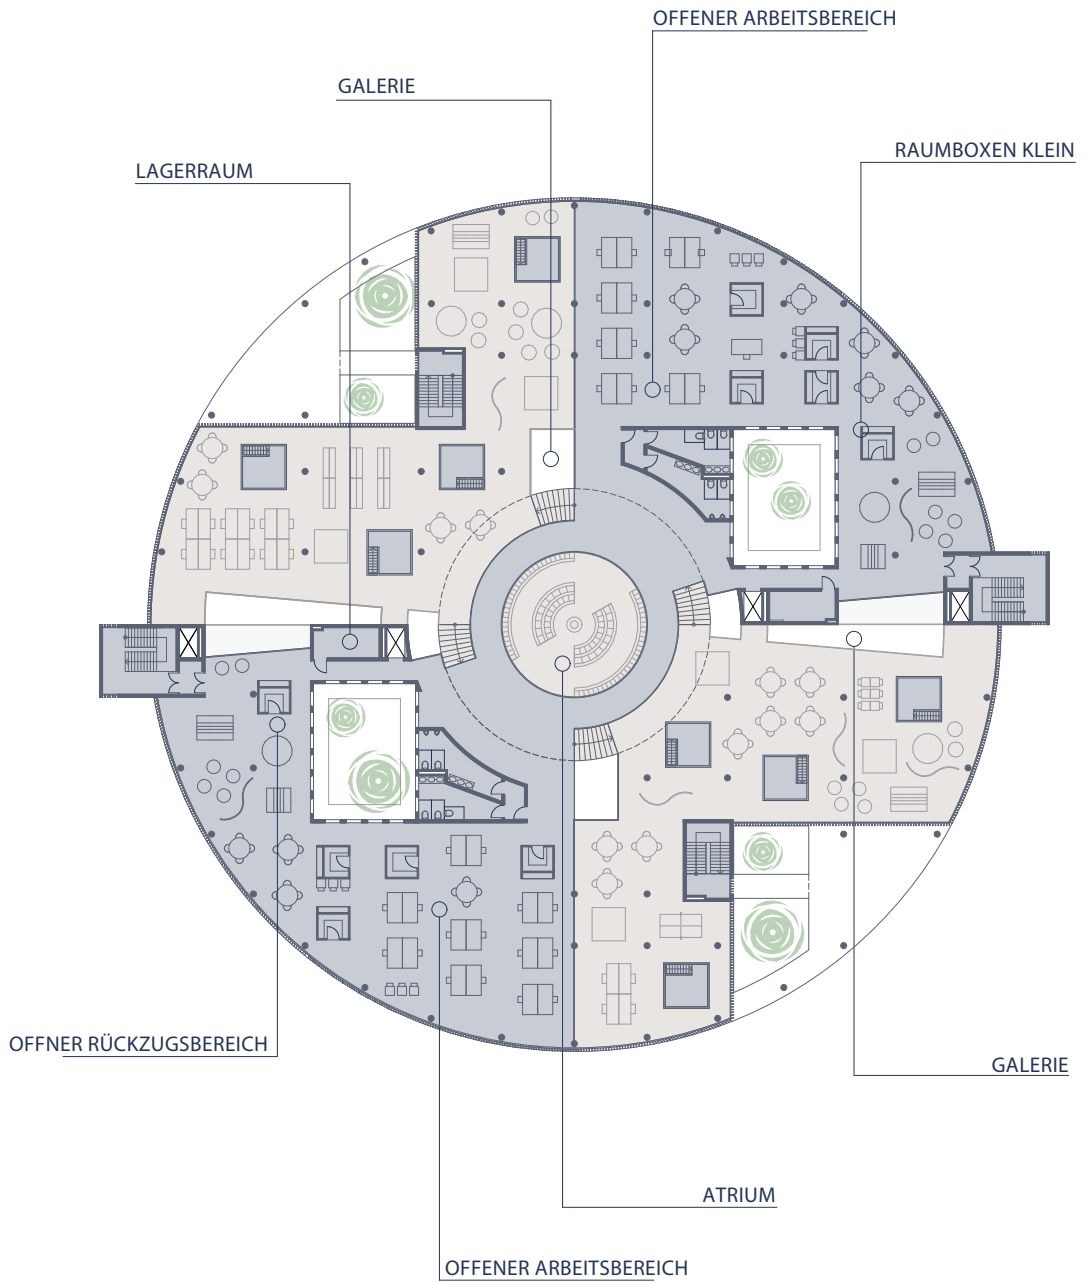 OFFENER ARBEITSBEREICH
GALERIE
RAUMBOXEN KLEIN
LAGERRAUM
OFFNER RÜCKZUGSBEREICH
GALERIE
ATRIUM
OFFENER ARBEITSBEREICH